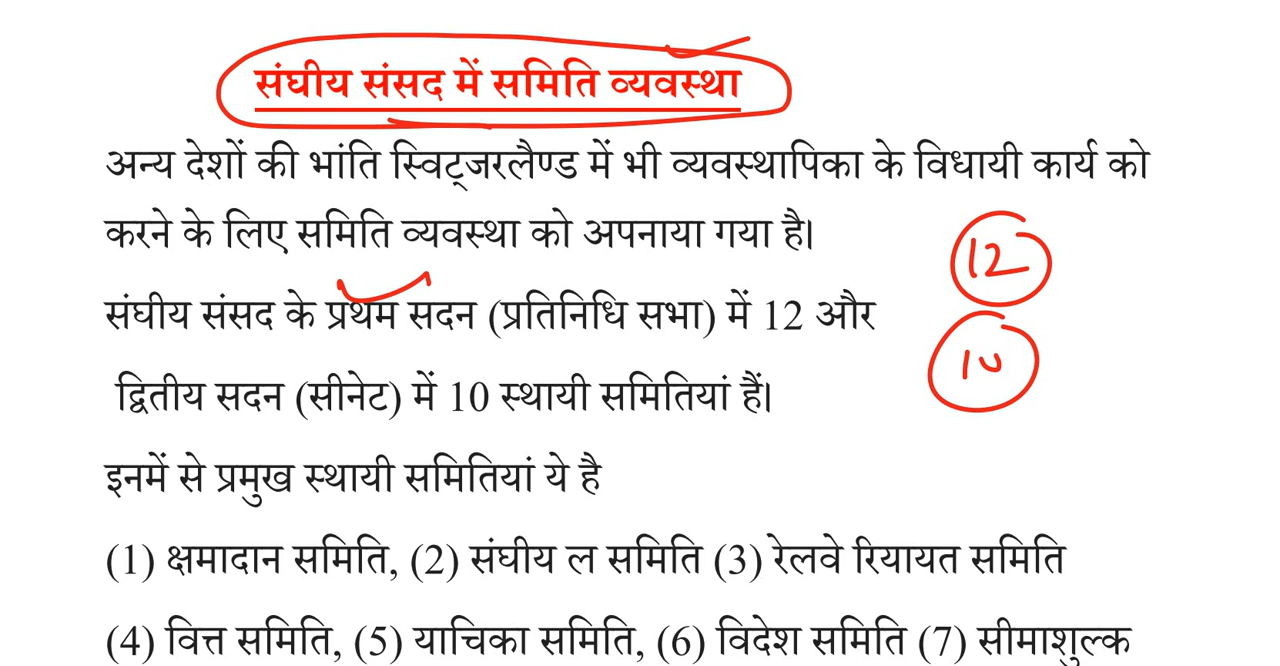 संघीय संसद में समिति व्यवस्था
अन्य देशों की भांति स्विट्जरलैण्ड में भी व्यवस्थापिका के विधायी कार्य को
करने के लिए समिति व्यवस्था को अपनाया गया है।
12
संघीय संसद के प्रथम सदन (प्रतिनिधि सभा) में 12 और
10
द्वितीय सदन (सीनेट) में 10 स्थायी समितियां हैं।
इनमें से प्रमुख स्थायी समितियां ये है
(1) क्षमादान समिति, (2) संघीय ल समिति (3) रेलवे रियायत समिति
(4) वित्त समिति, (5) याचिका समिति, (6) विदेश समिति (7) सीमाशुल्क